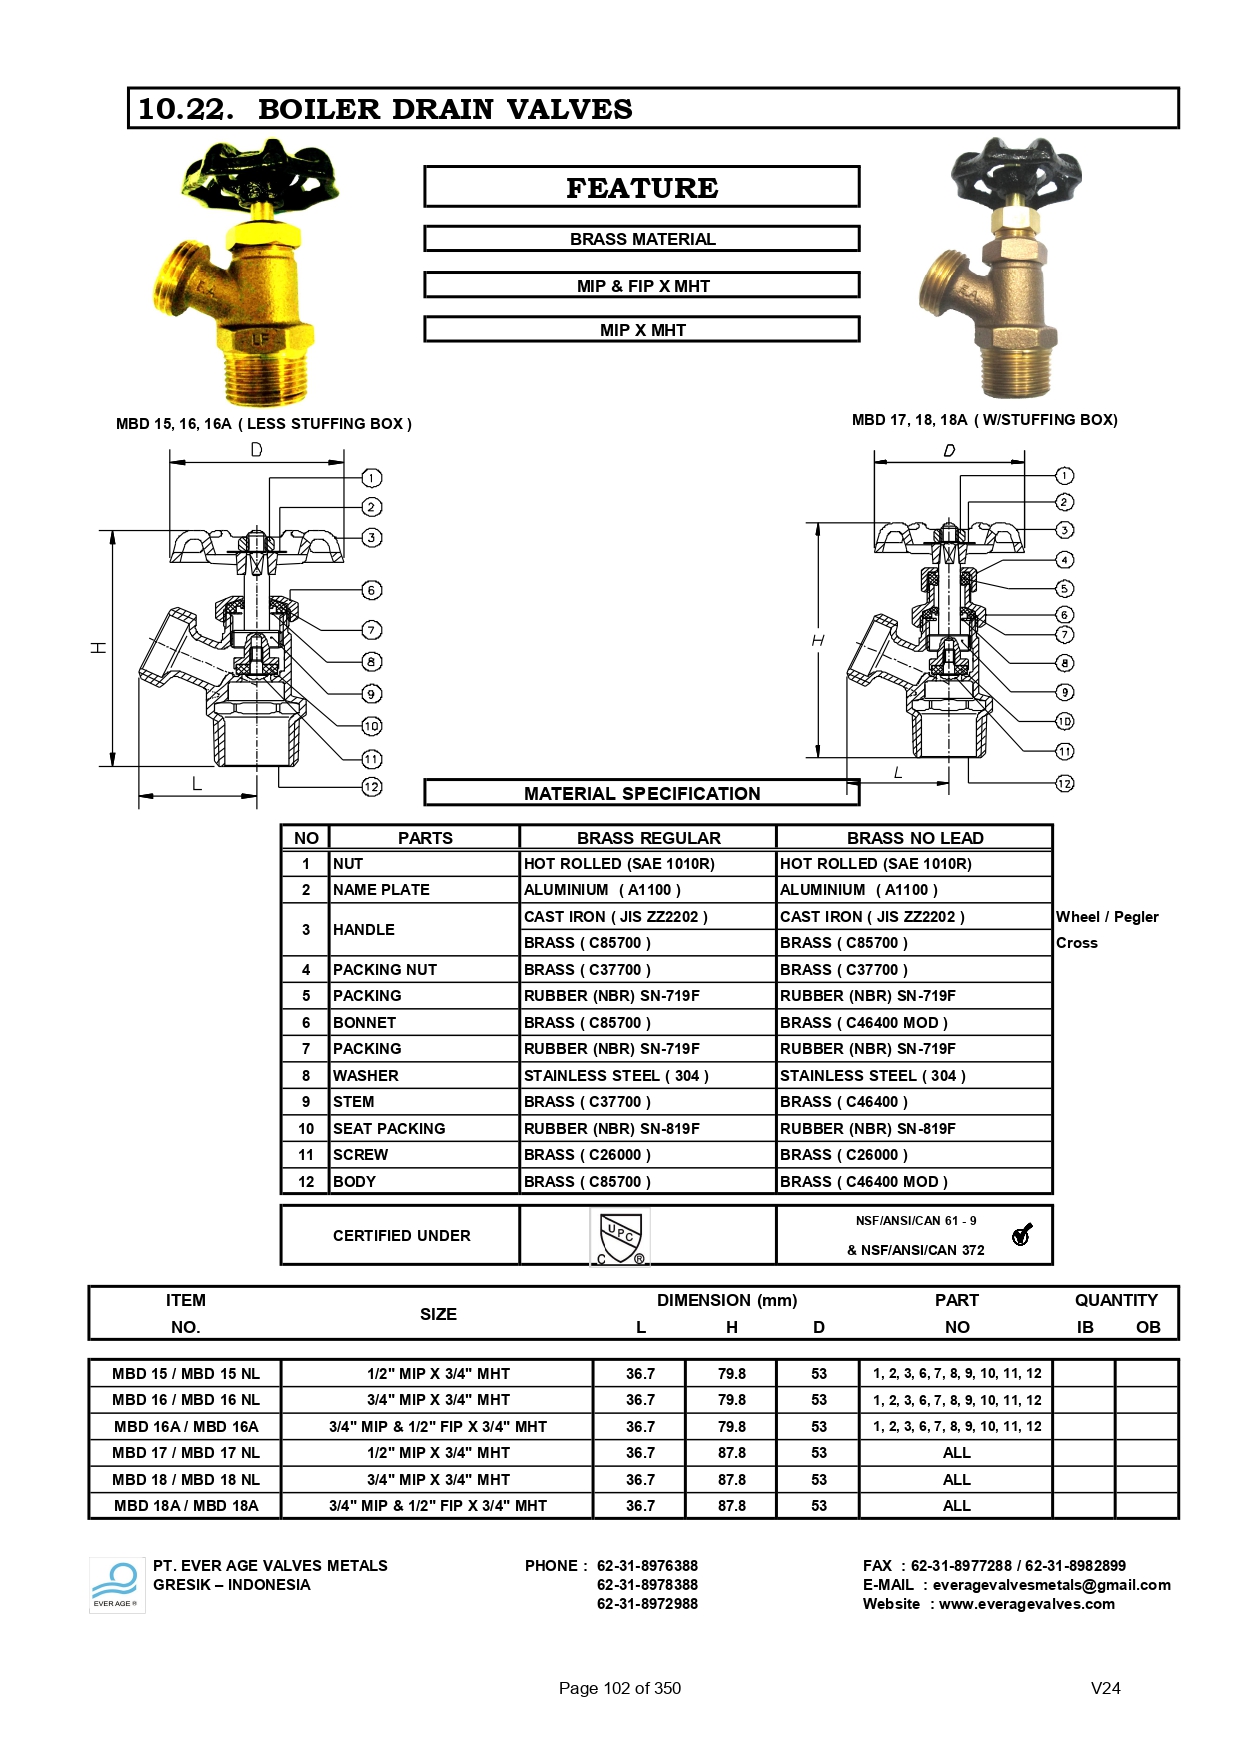 10.22. BOILER DRAIN VALVES
FEATURE
BRASS MATERIAL
MIP & FIP X MHT
MIP X MHT
E.A.
LF
E.A.
MBD 15, 16, 16A ( LESS STUFFING BOX )
MBD 17, 18, 18A ( W/STUFFING BOX)
D
1
2
3
6
7
8
9
10
11
12
H
L
D
1
2
3
4
5
6
7
8
9
10
11
12
H
L
MATERIAL SPECIFICATION
NO PARTS BRASS REGULAR BRASS NO LEAD
1 NUT HOT ROLLED (SAE 1010R) HOT ROLLED (SAE 1010R)
2 NAME PLATE ALUMINIUM ( A1100 ) ALUMINIUM ( A1100 )
3 HANDLE CAST IRON ( JIS ZZ2202 ) CAST IRON ( JIS ZZ2202 ) Wheel / Pegler
BRASS ( C85700 ) BRASS ( C85700 ) Cross
4 PACKING NUT BRASS ( C37700 ) BRASS ( C37700 )
5 PACKING RUBBER (NBR) SN-719F RUBBER (NBR) SN-719F
6 BONNET BRASS ( C85700 ) BRASS ( C46400 MOD )
7 PACKING RUBBER (NBR) SN-719F RUBBER (NBR) SN-719F
8 WASHER STAINLESS STEEL ( 304 ) STAINLESS STEEL ( 304 )
9 STEM BRASS ( C37700 ) BRASS ( C46400 )
10 SEAT PACKING RUBBER (NBR) SN-819F RUBBER (NBR) SN-819F
11 SCREW BRASS ( C26000 ) BRASS ( C26000 )
12 BODY BRASS ( C85700 ) BRASS ( C46400 MOD )
CERTIFIED UNDER UPC C ® NSF/ANSI/CAN 61 - 9
& NSF/ANSI/CAN 372
ITEM NO. SIZE DIMENSION (mm) PART NO QUANTITY
L H D IB OB
MBD 15 / MBD 15 NL 1/2" MIP X 3/4" MHT 36.7 79.8 53 1, 2, 3, 6, 7, 8, 9, 10, 11, 12
MBD 16 / MBD 16 NL 3/4" MIP X 3/4" MHT 36.7 79.8 53 1, 2, 3, 6, 7, 8, 9, 10, 11, 12
MBD 16A / MBD 16A 3/4" MIP & 1/2" FIP X 3/4" MHT 36.7 79.8 53 1, 2, 3, 6, 7, 8, 9, 10, 11, 12
MBD 17 / MBD 17 NL 1/2" MIP X 3/4" MHT 36.7 87.8 53 ALL
MBD 18 / MBD 18 NL 3/4" MIP X 3/4" MHT 36.7 87.8 53 ALL
MBD 18A / MBD 18A 3/4" MIP & 1/2" FIP X 3/4" MHT 36.7 87.8 53 ALL
EVER AGE ®
PT. EVER AGE VALVES METALS PHONE : 62-31-8976388 FAX : 62-31-8977288 / 62-31-8982899
GRESIK – INDONESIA 62-31-8978388 E-MAIL : everagevalvesmetals@gmail.com
62-31-8972988 Website : www.everagevalves.com
Page 102 of 350 V24